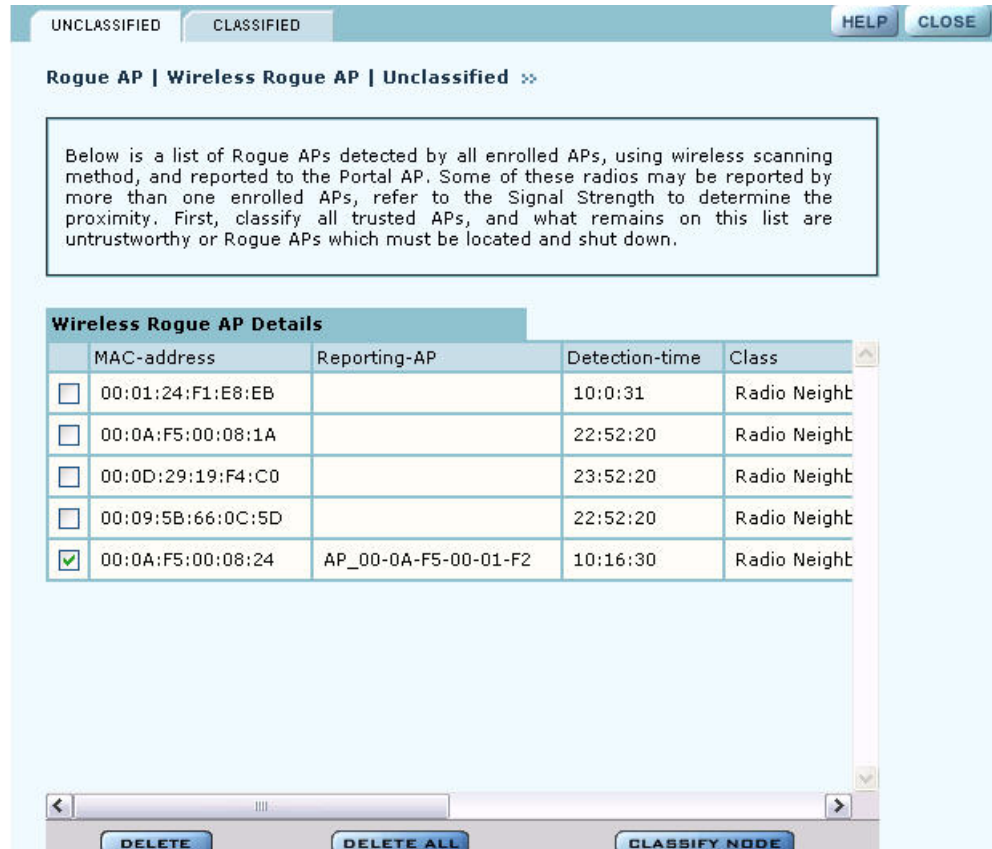 UNCLASSIFIED CLASSIFIED HELP CLOSE
Rogue AP | Wireless Rogue AP | Unclassified »
Below is a list of Rogue APs detected by all enrolled APs, using wireless scanning
method, and reported to the Portal AP. Some of these radios may be reported by
more than one enrolled APs, refer to the Signal Strength to determine the
proximity. First, classify all trusted APs, and what remains on this list are
untrustworthy or Rogue APs which must be located and shut down.
Wireless Rogue AP Details
MAC-address Reporting-AP Detection-time Class
00:01:24:F1:E8:EB 10:0:31 Radio Neighb
00:0A:F5:00:08:1A 22:52:20 Radio Neighb
00:0D:29:19:F4:C0 23:52:20 Radio Neighb
00:09:5B:66:0C:5D 22:52:20 Radio Neighb
00:0A:F5:00:08:24 AP_00-0A-F5-00-01-F2 10:16:30 Radio Neighb
DELETE DELETE ALL CLASSIFY NODE